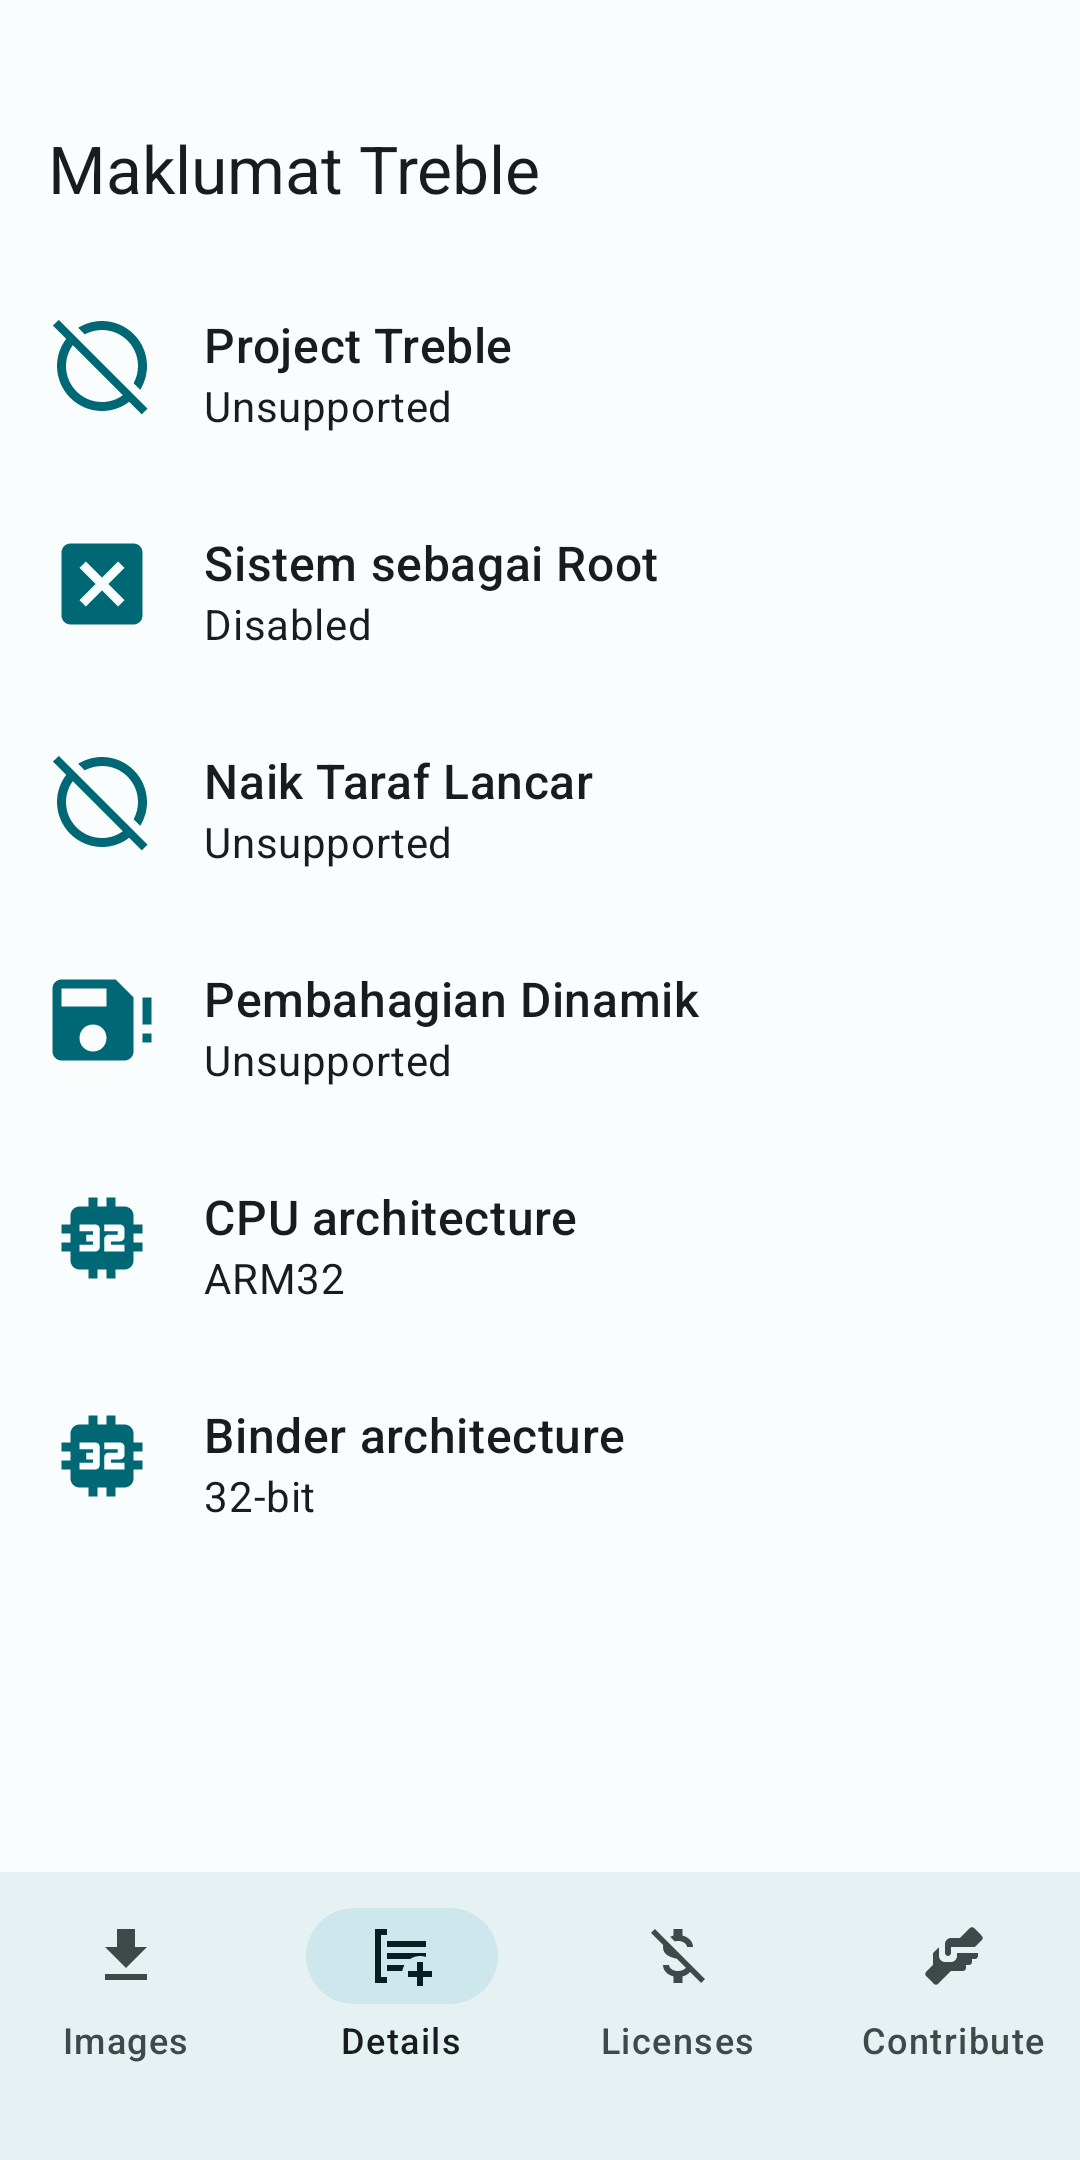 Maklumat Treble
Project Treble
Unsupported
Sistem sebagai Root
Disabled
Naik Taraf Lancar
Unsupported
Pembahagian Dinamik
Unsupported
32
CPU architecture
ARM32
32
Binder architecture
32-bit
Images
Details
Licenses
Contribute